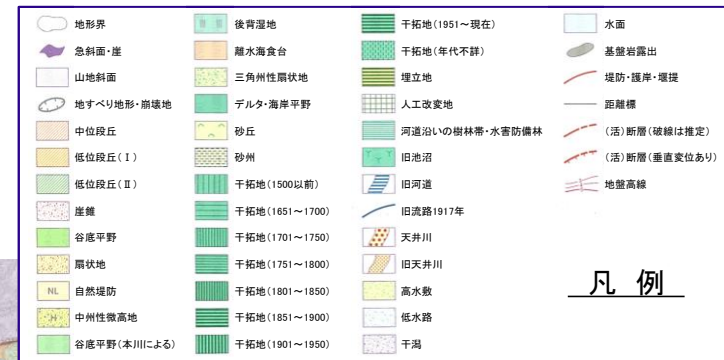 地形界
急斜面・崖
山地斜面
地すべり地形・崩壊地
中位段丘
低位段丘(Ⅰ)
低位段丘(Ⅱ)
崖錐
谷底平野
扇状地
NL 自然堤防
H 中州性微高地
谷底平野(本川による)
後背湿地
離水海食台
三角州性扇状地
デルタ・海岸平野
砂丘
砂州
干拓地(1500以前)
干拓地(1651～1700)
干拓地(1701～1750)
干拓地(1751～1800)
干拓地(1801～1850)
干拓地(1851～1900)
干拓地(1901～1950)
干拓地(1951～現在)
干拓地(年代不詳)
埋立地
人工改変地
河道沿いの樹林帯・水害防備林
旧池沼
旧河道
旧流路1917年
天井川
旧天井川
高水敷
低水路
干潟
水面
基盤岩露出
堤防・護岸・堰堤
距離標
(活)断層(破線は推定)
(活)断層(垂直変位あり)
地盤高線
凡 例